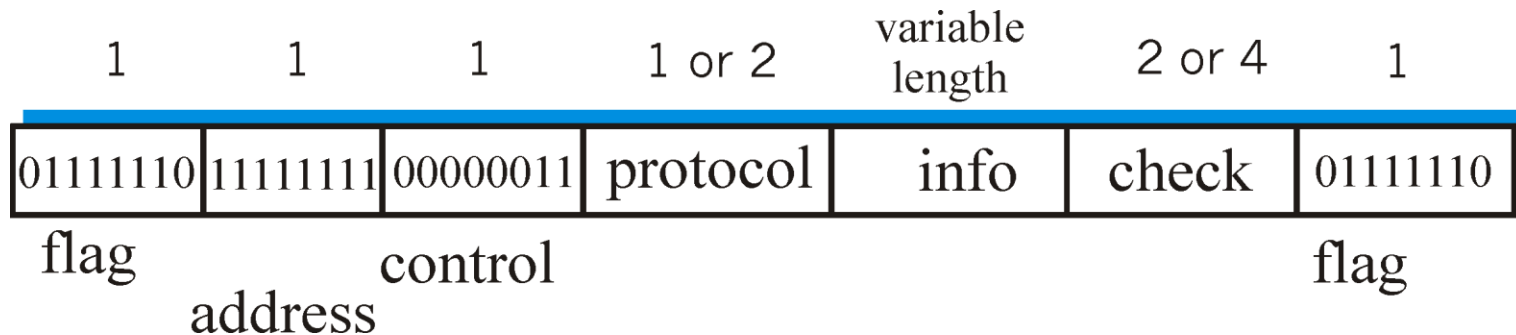 1 1 1 1 or 2 variable length 2 or 4 1
01111110 11111111 00000011 protocol info check 01111110
flag address control flag